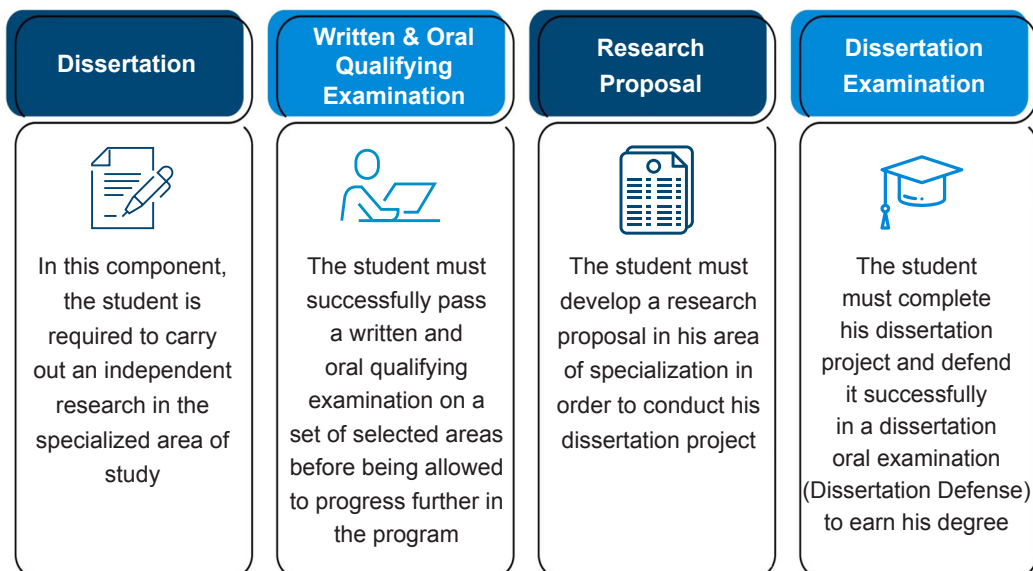 Dissertation
In this component,
the student is
required to carry
out an independent
research in the
specialized area of
study
Written & Oral
Qualifying
Examination
The student must
successfully pass
a written and
oral qualifying
examination on a
set of selected areas
before being allowed
to progress further in
the program
Research
Proposal
The student must
develop a research
proposal in his area
of specialization in
order to conduct his
dissertation project
Dissertation
Examination
The student
must complete
his dissertation
project and defend
it successfully
in a dissertation
oral examination
(Dissertation Defense)
to earn his degree